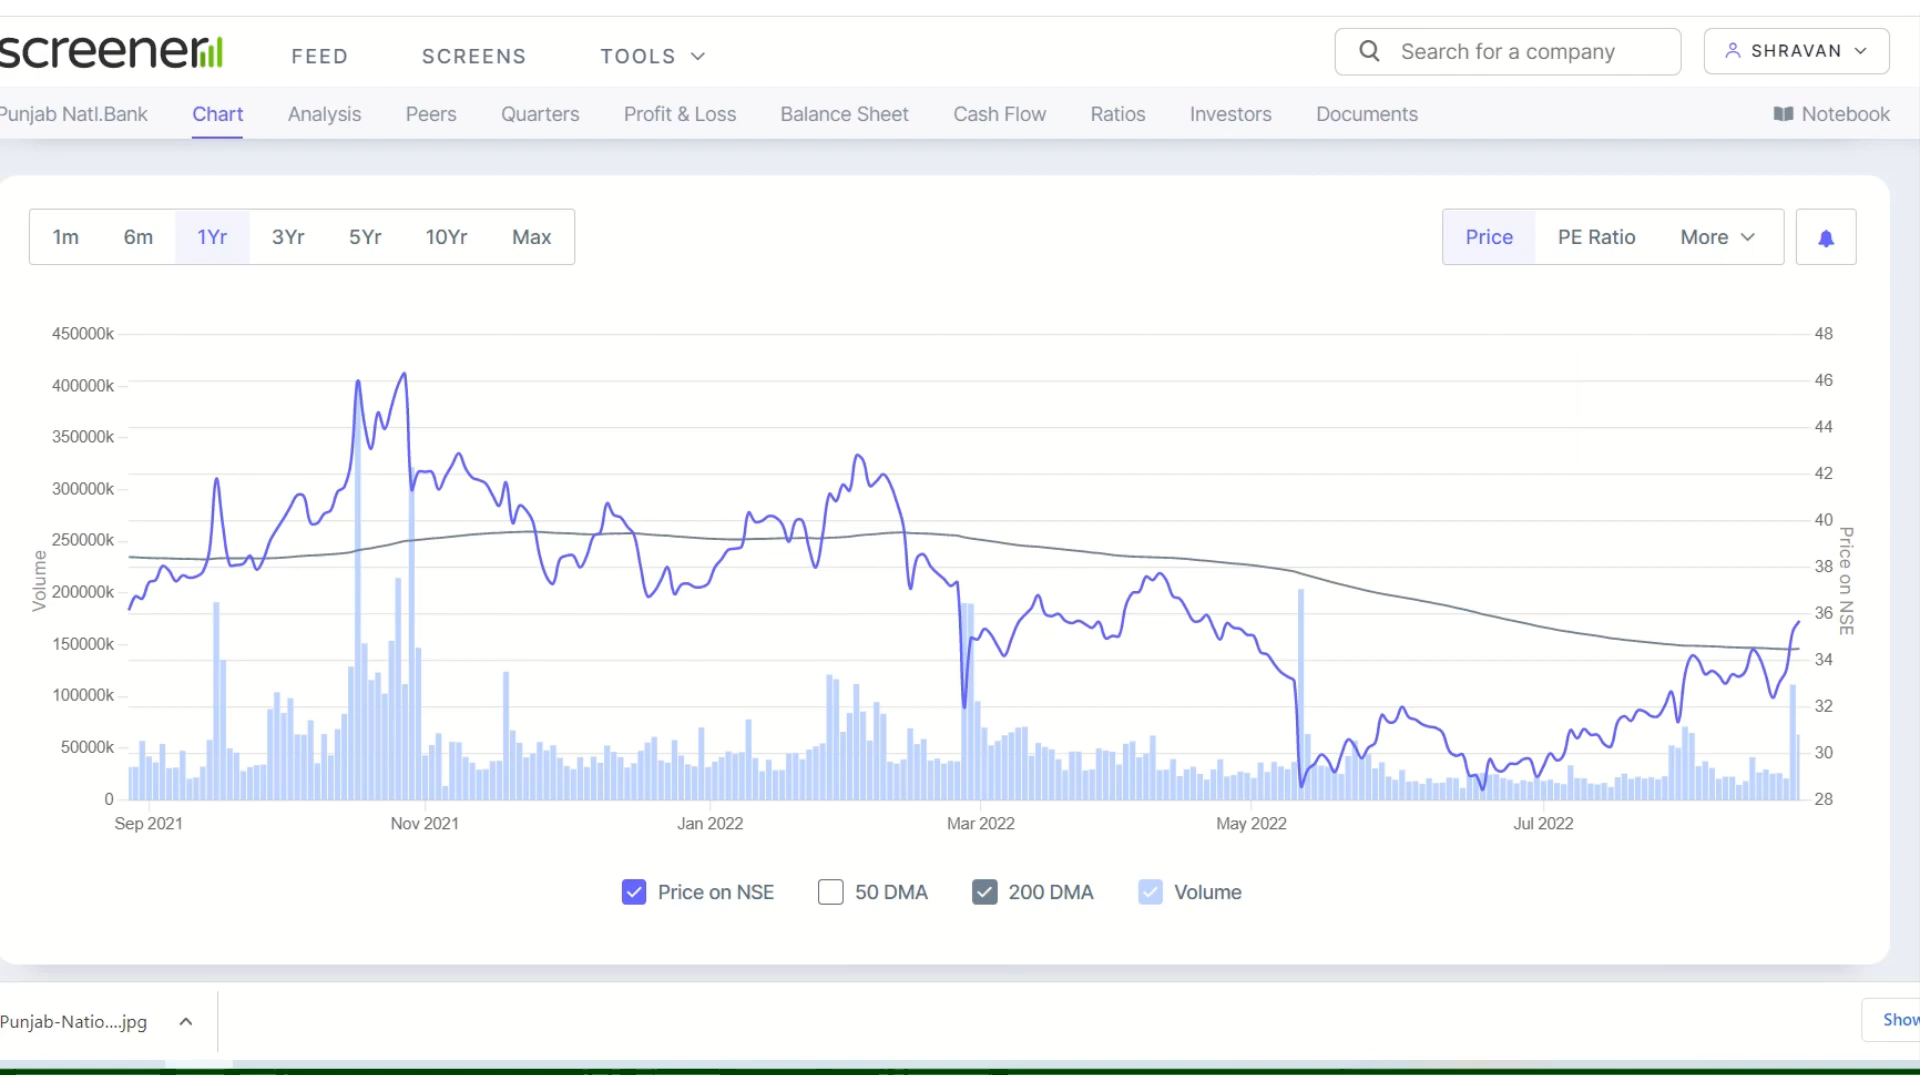 screener FEED SCREENS TOOLS Search for a company SHRAVAN
Punjab Natl.Bank Chart Analysis Peers Quarters Profit & Loss Balance Sheet Cash Flow Ratios Investors Documents Notebook
1m 6m 1Yr 3Yr 5Yr 10Yr Max Price PE Ratio More
450000k 48
400000k 46
350000k 44
300000k 42
250000k 40
200000k 38
150000k 36
100000k 34
50000k 32
0 30
28
Volume
Price on NSE
Sep 2021 Nov 2021 Jan 2022 Mar 2022 May 2022 Jul 2022
Price on NSE 50 DMA 200 DMA Volume
Punjab-Natio....jpg Show